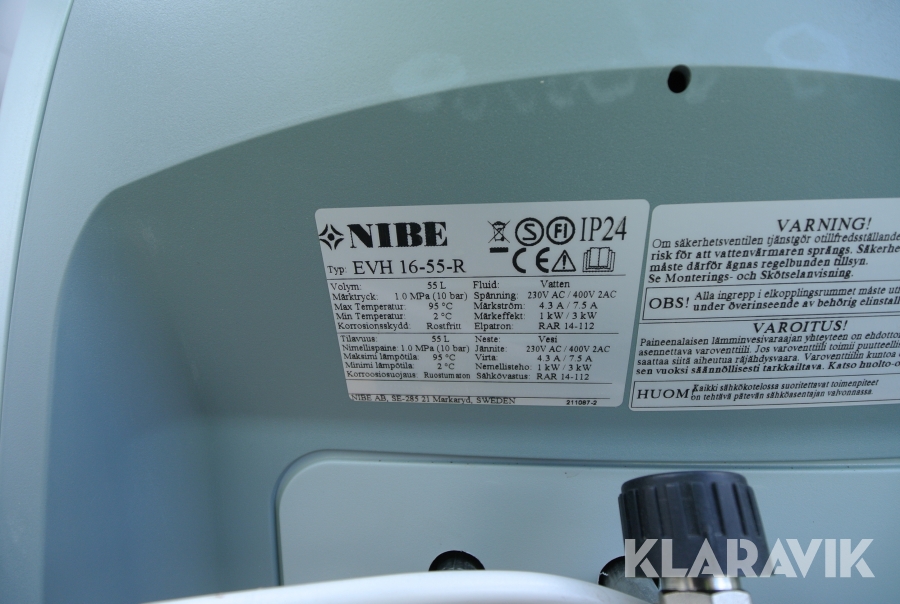 NIBE
S FI IP24
CE
Typ: EVH 16-55-R
Volym: 55 L Fluid: Vatten
Märktryck: 1.0 MPa (10 bar) Spänning: 230V AC / 400V 2AC
Max Temperatur: 95 °C Märkström: 4.3 A / 7.5 A
Min Temperatur: 2 °C Märkeffekt: 1 kW / 3 kW
Korrosionsskydd: Rostfritt Elpatron: RAR 14-112
Tilavuus: 55 L Neste: Vesi
Nimellispaine: 1.0 MPa (10 bar) Jännite: 230V AC / 400V 2AC
Maksimi lämpötila: 95 °C Virta: 4.3 A / 7.5 A
Minimi lämpötila: 2 °C Nemellisteho: 1 kW / 3 kW
Korroosiosuojaus: Ruostumaton Sähkövastus: RAR 14-112
NIBE AB, SE-285 21 Markaryd, SWEDEN 211087-2
VARNING!
Om säkerhetsventilen tjänstgör otillfredsställande
risk för att vattenvärmaren sprängs. Säkerhe
måste därför ägnas regelbunden tillsyn.
Se Monterings- och Skötselanvisning.
OBS! Alla ingrepp i elkopplingsrummet måste ut
under överinseende av behörig elinstall
VAROITUS!
Paineenalaisen lämminvesivaraajan yhteyteen on ehdottom
asennettava varoventtiili. Jos varoventtiili toimii puutteellin
saattaa siitä aiheutua räjähdysvaara. Varoventtiilin kuntoa o
sen vuoksi säännöllisesti tarkkailtava. Katso huolto-o
HUOM Kaikki sähkökotelossa suoritettavat toimenpiteet
on tehtävä pätevän sähköasentajan valvonnassa.
KLARAVIK